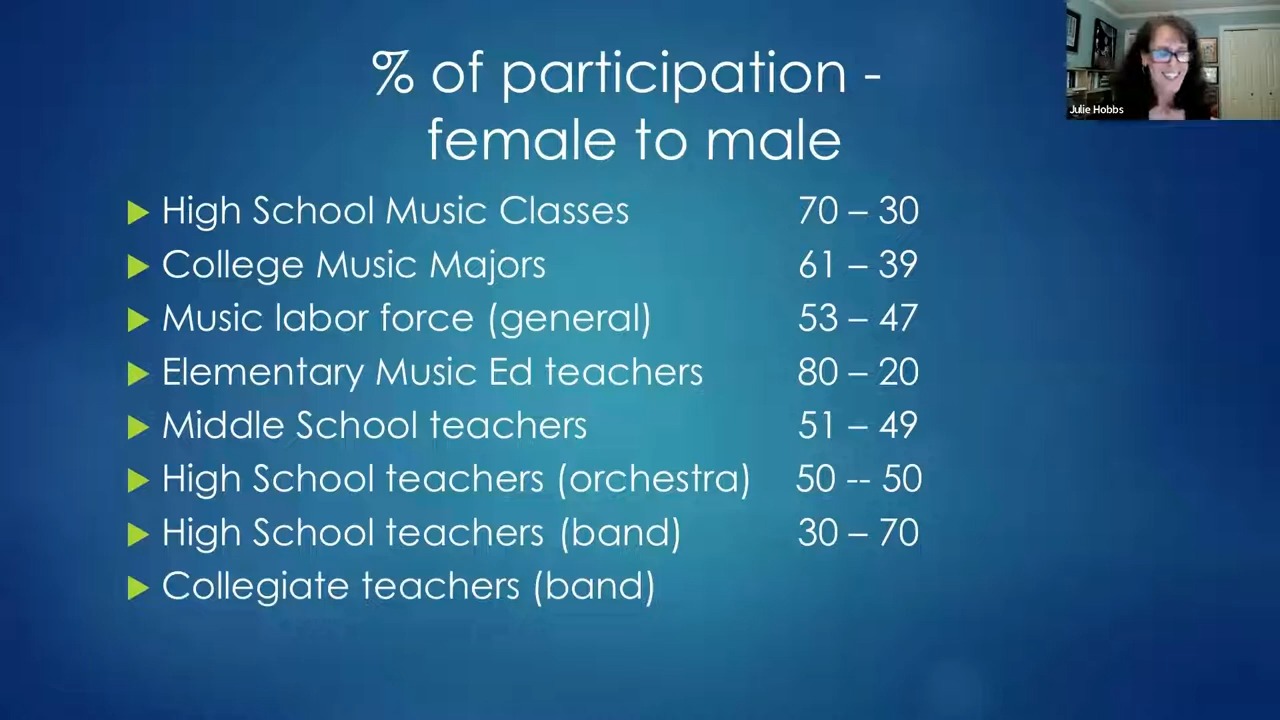 % of participation -
female to male
Julie Hobbs
High School Music Classes 70 – 30
College Music Majors 61 – 39
Music labor force (general) 53 – 47
Elementary Music Ed teachers 80 – 20
Middle School teachers 51 – 49
High School teachers (orchestra) 50 -- 50
High School teachers (band) 30 – 70
Collegiate teachers (band)